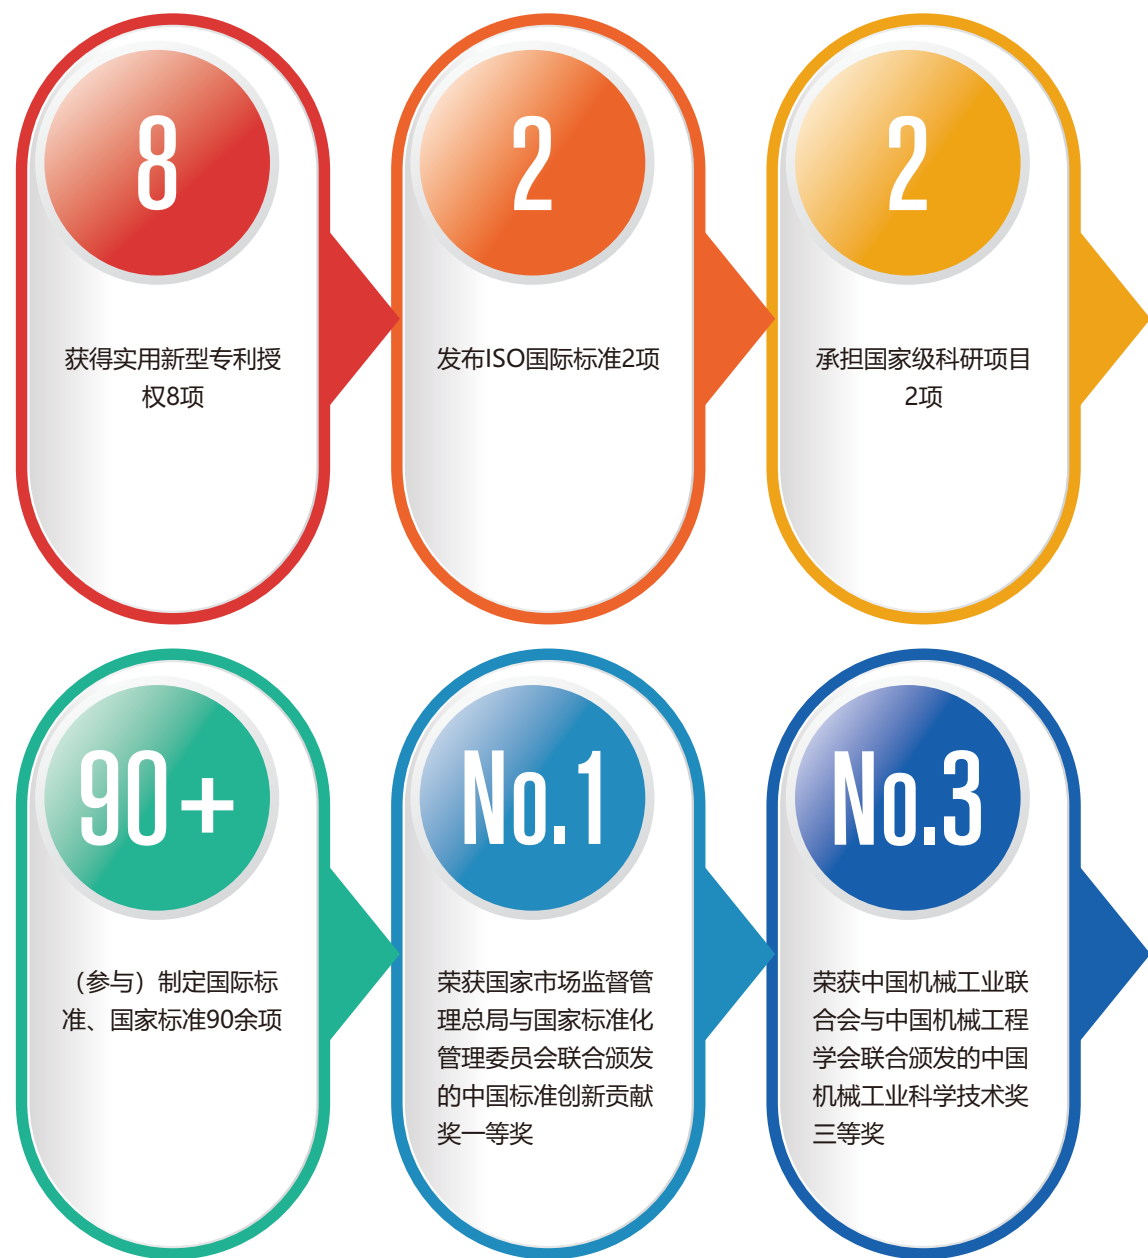 8
获得实用新型专利授
权8项
2
发布ISO国际标准2项
2
承担国家级科研项目
2项
90+
（参与）制定国际标
准、国家标准90余项
No.1
荣获国家市场监督管
理总局与国家标准化
管理委员会联合颁发
的中国标准创新贡献
奖一等奖
No.3
荣获中国机械工业联
合会与中国机械工程
学会联合颁发的中国
机械工业科学技术奖
三等奖